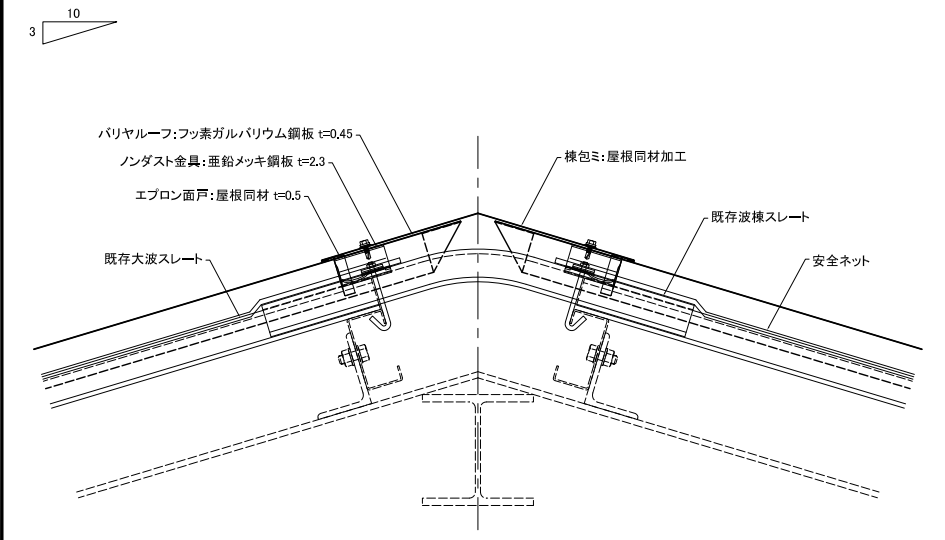 10
3
バリヤルーフ:フッ素ガルバリウム鋼板 t=0.45
ノンダスト金具:亜鉛メッキ鋼板 t=2.3
エプロン面戸:屋根同材 t=0.5
既存大波スレート
棟包ミ:屋根同材加工
既存波棟スレート
安全ネット